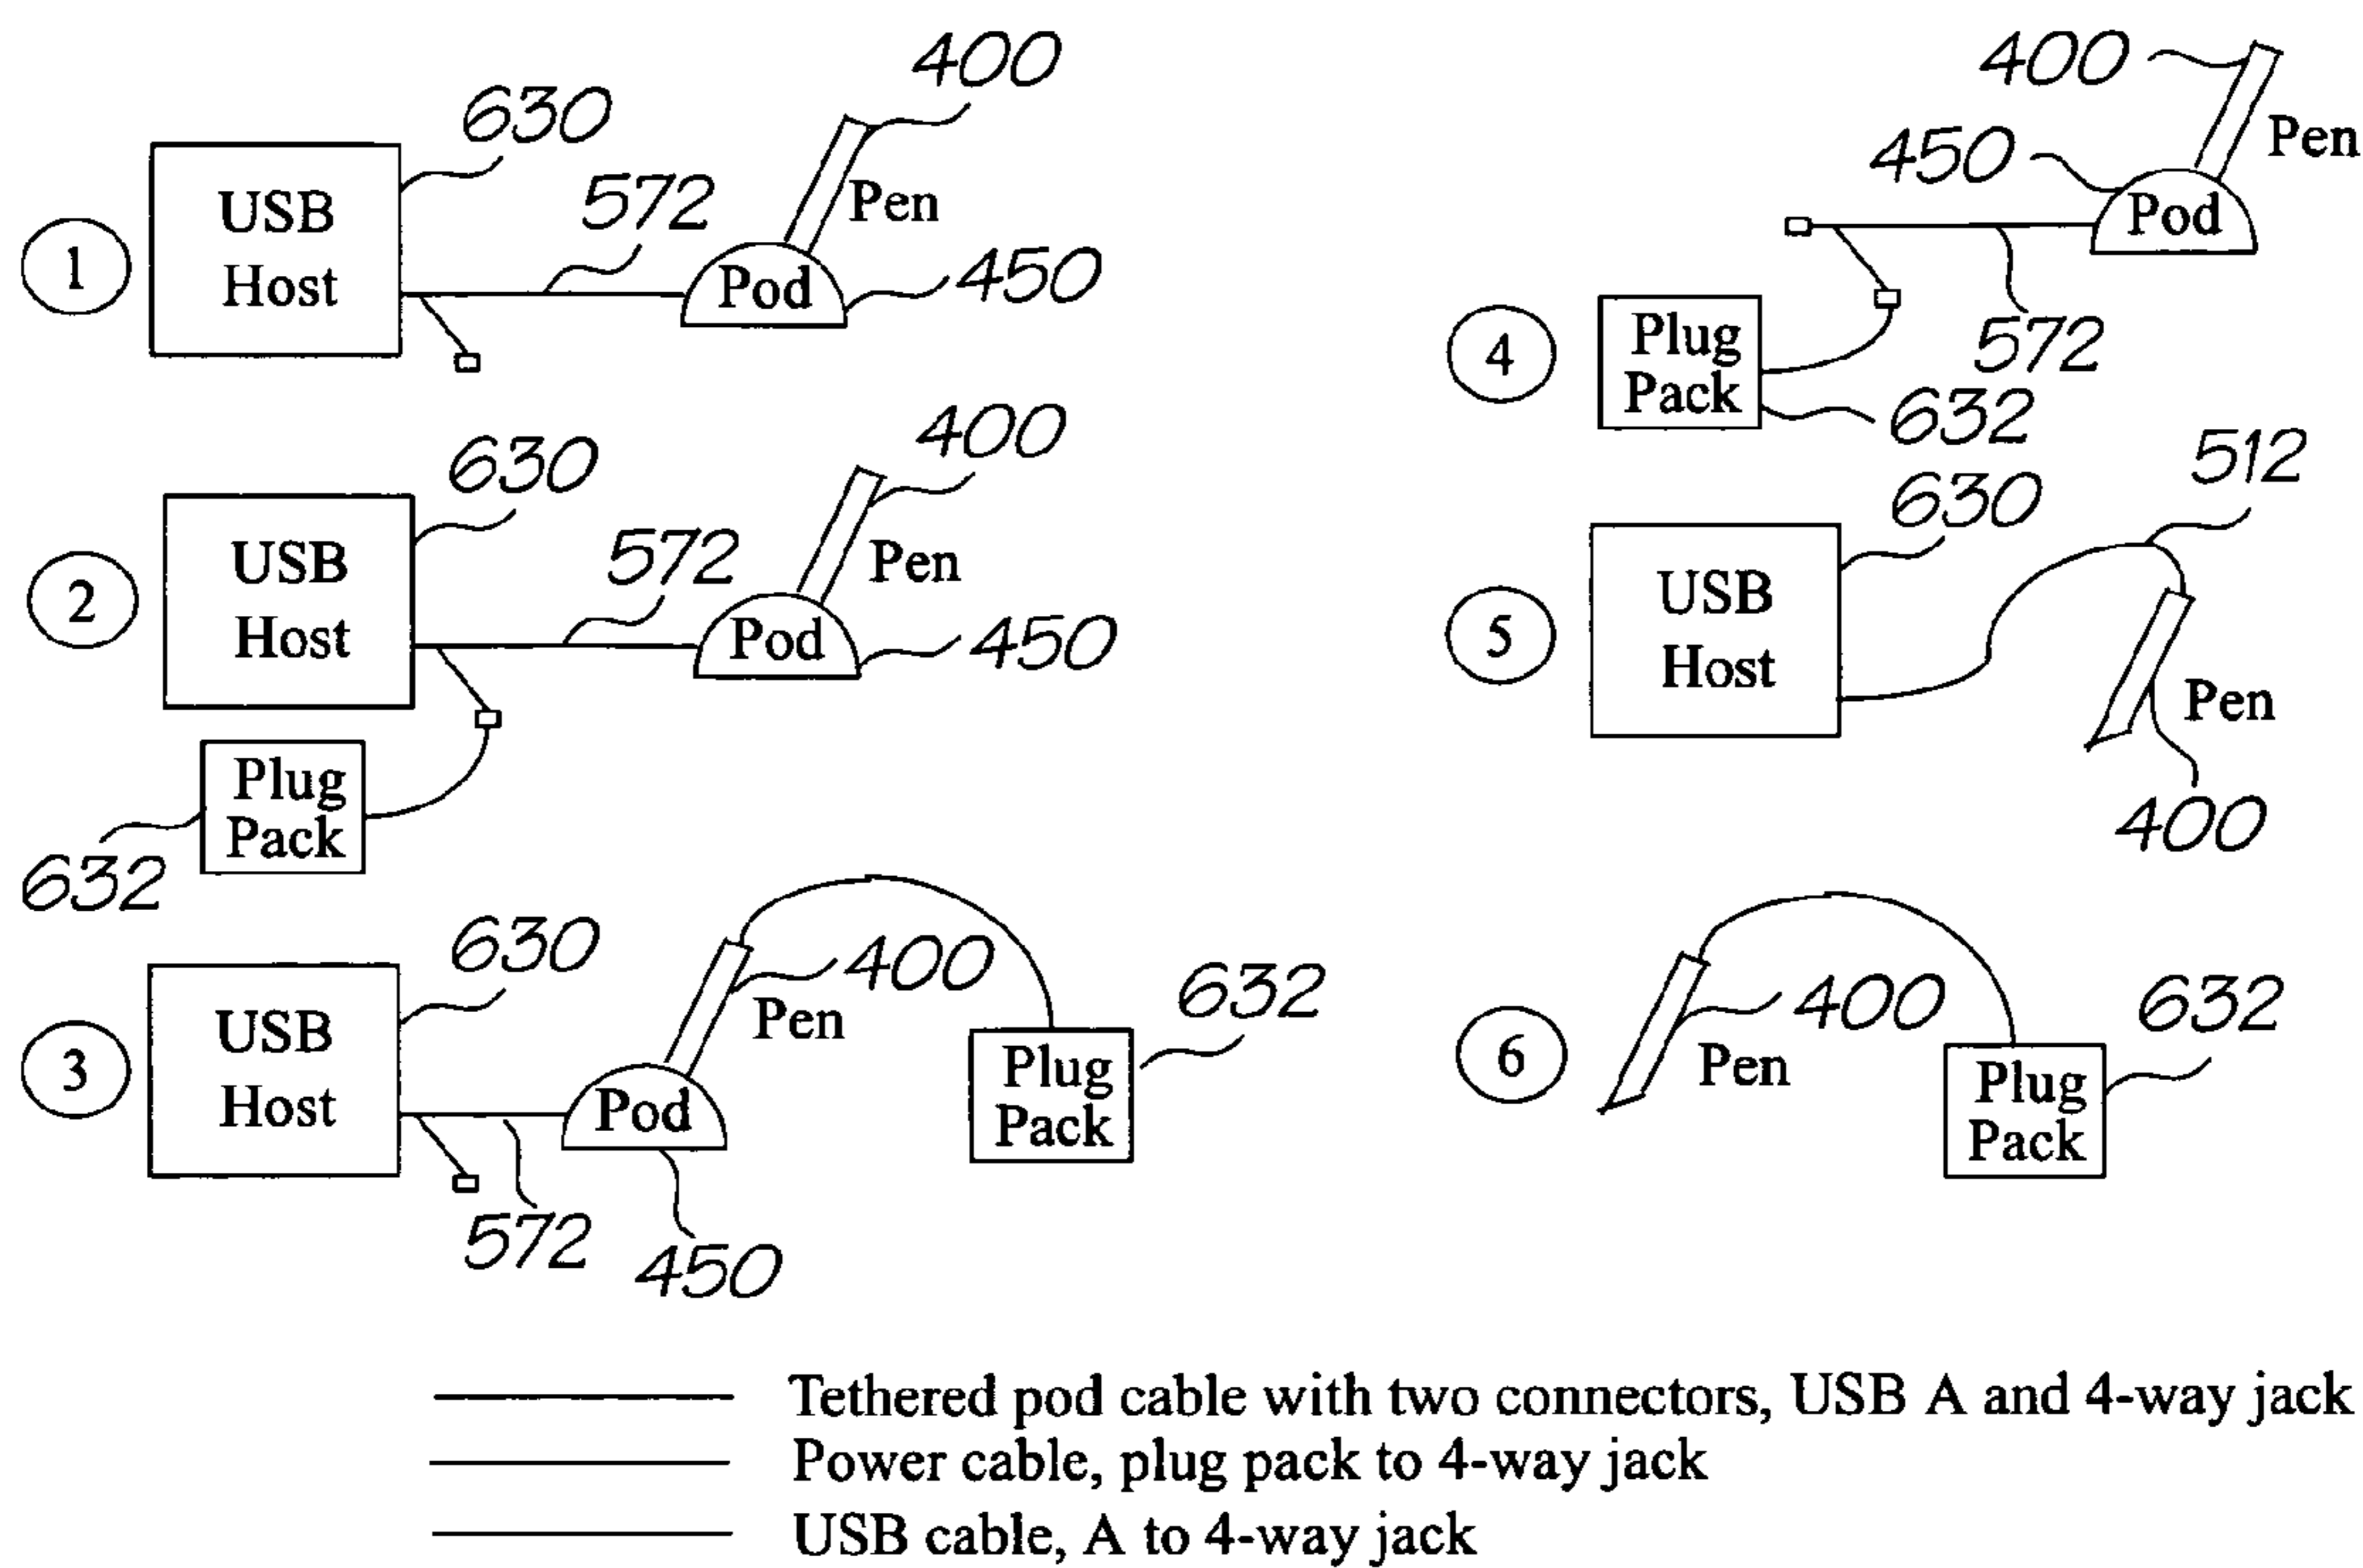 400
630
572
USB
Host
Pen
Pod
450
1
400
Pen
450
Pod
4
Plug
Pack
572
632
630
400
572
USB
Host
Pen
Pod
450
2
Plug
Pack
632
512
630
USB
Host
5
Pen
400
630
400
Pen
632
USB
Host
3
Pod
Plug
Pack
572
450
400
632
6
Pen
Plug
Pack
Tethered pod cable with two connectors, USB A and 4-way jack
Power cable, plug pack to 4-way jack
USB cable, A to 4-way jack